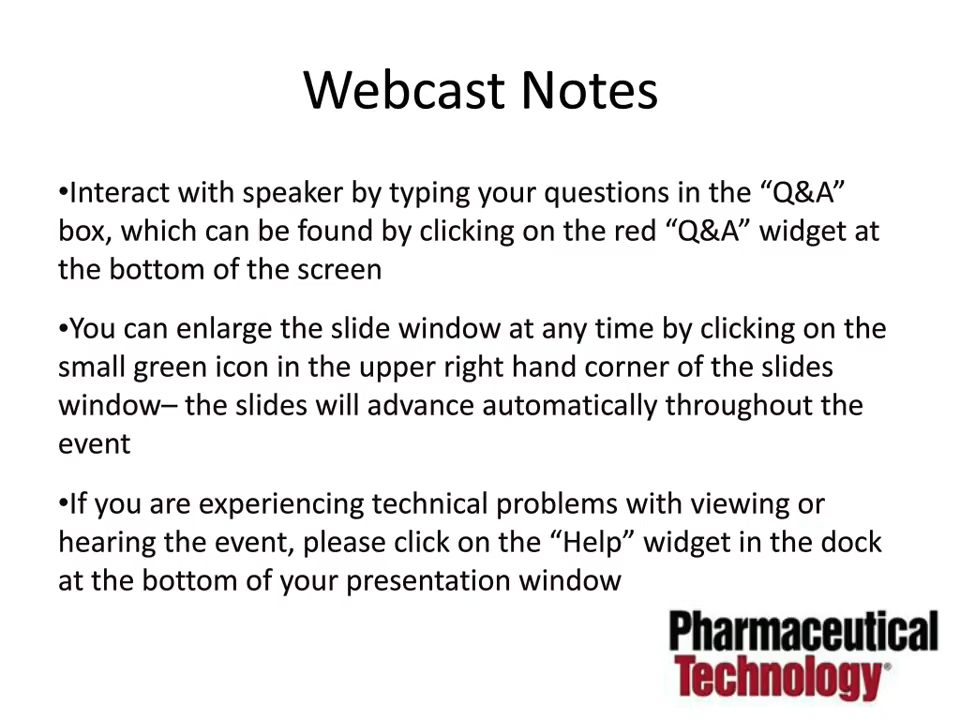 Webcast Notes
•Interact with speaker by typing your questions in the “Q&A”
box, which can be found by clicking on the red “Q&A” widget at
the bottom of the screen
•You can enlarge the slide window at any time by clicking on the
small green icon in the upper right hand corner of the slides
window– the slides will advance automatically throughout the
event
•If you are experiencing technical problems with viewing or
hearing the event, please click on the “Help” widget in the dock
at the bottom of your presentation window
Pharmaceutical
Technology®